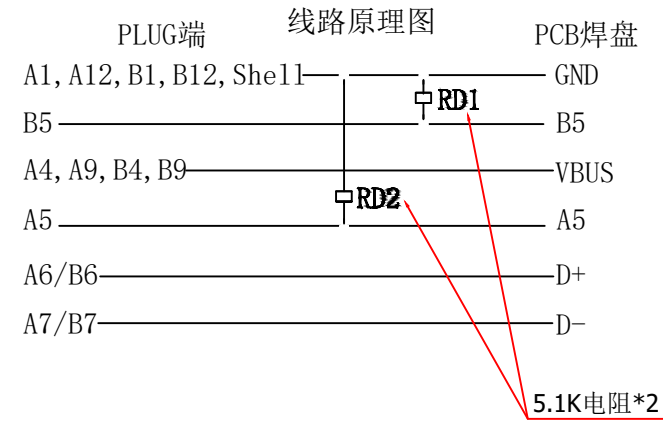 线路原理图
PLUG端 PCB焊盘
A1,A12,B1,B12,Shell GND
RD1
B5 B5
A4,A9,B4,B9 VBUS
RD2
A5 A5
A6/B6 D+
A7/B7 D-
5.1K电阻*2